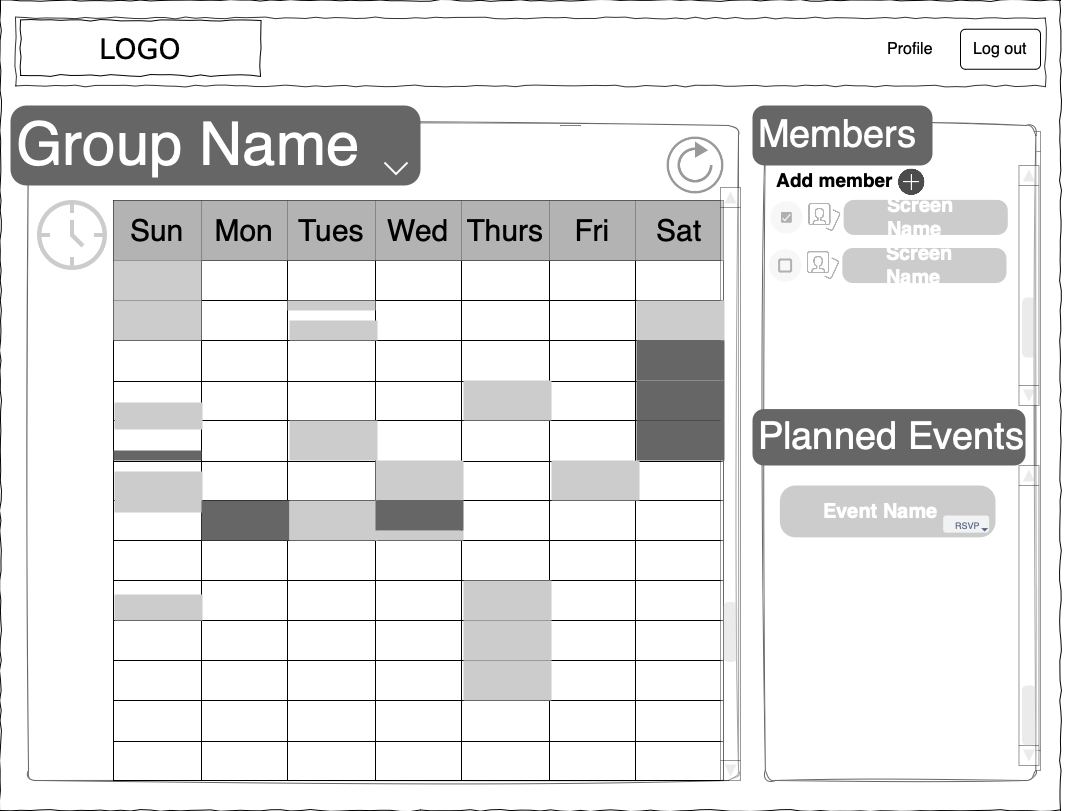 LOGO
Profile
Log out
Group Name
Members
Add member
Sun Mon Tues Wed Thurs Fri Sat
Screen
Name
Screen
Name
Planned Events
Event Name
RSVP